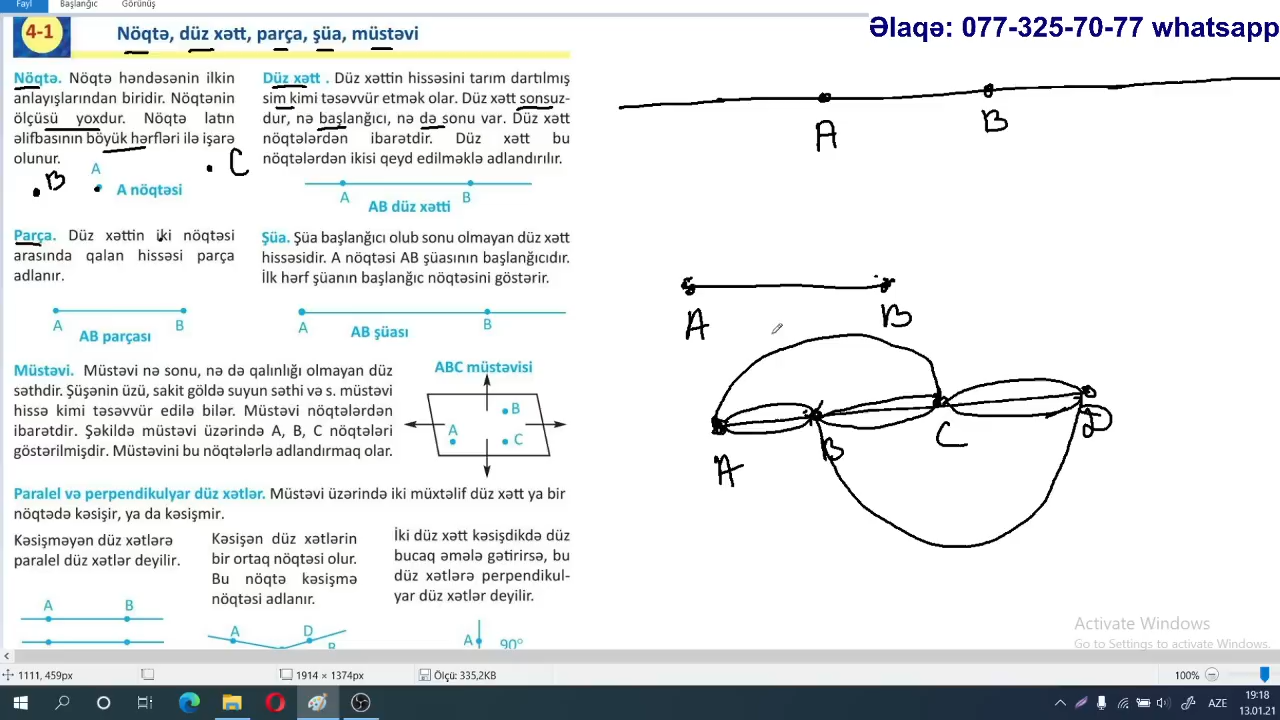 Fayl Başlanğıc Görünüş
Əlaqə: 077-325-70-77 whatsapp
4-1
Nöqtə, düz xətt, parça, şüa, müstəvi
Nöqtə. Nöqtə həndəsənin ilkin
anlayışlarından biridir. Nöqtənin
ölçüsü yoxdur. Nöqtə latın
əlifbasının böyük hərfləri ilə işarə
olunur.
A
B
C
A nöqtəsi
Düz xətt . Düz xəttin hissəsini tarım dartılmış
sim kimi təsəvvür etmək olar. Düz xətt sonsuz-
dur, nə başlanğıcı, nə də sonu var. Düz xətt
nöqtələrdən ibarətdir. Düz xətt bu
nöqtələrdən ikisi qeyd edilməklə adlandırılır.
A B
AB düz xətti
Parça. Düz xəttin iki nöqtəsi
arasında qalan hissəsi parça
adlanır.
A B
AB parçası
Şüa. Şüa başlanğıcı olub sonu olmayan düz xətt
hissəsidir. A nöqtəsi AB şüasının başlanğıcıdır.
İlk hərf şüanın başlanğıc nöqtəsini göstərir.
A B
AB şüası
Müstəvi. Müstəvi nə sonu, nə də qalınlığı olmayan düz
səthdir. Şüşənin üzü, sakit göldə suyun səthi və s. müstəvi
hissə kimi təsəvvür edilə bilər. Müstəvi nöqtələrdən
ibarətdir. Şəkildə müstəvi üzərində A, B, C nöqtələri
göstərilmişdir. Müstəvini bu nöqtələrlə adlandırmaq olar.
ABC müstəvisi
B
A
C
Paralel və perpendikulyar düz xətlər. Müstəvi üzərində iki müxtəlif düz xətt ya bir
nöqtədə kəsişir, ya da kəsişmir.
Kəsişməyən düz xətlərə
paralel düz xətlər deyilir.
A B
Kəsişən düz xətlərin
bir ortaq nöqtəsi olur.
Bu nöqtə kəsişmə
nöqtəsi adlanır.
A D
B
İki düz xətt kəsişdikdə düz
bucaq əmələ gətirirsə, bu
düz xətlərə perpendikul-
yar düz xətlər deyilir.
A 90°
A B
A B
A B C D
Activate Windows
Go to Settings to activate Windows.
1111, 459px
1914 × 1374px
Ölçü: 335,2KB
100%
AZE
19:18
13.01.21